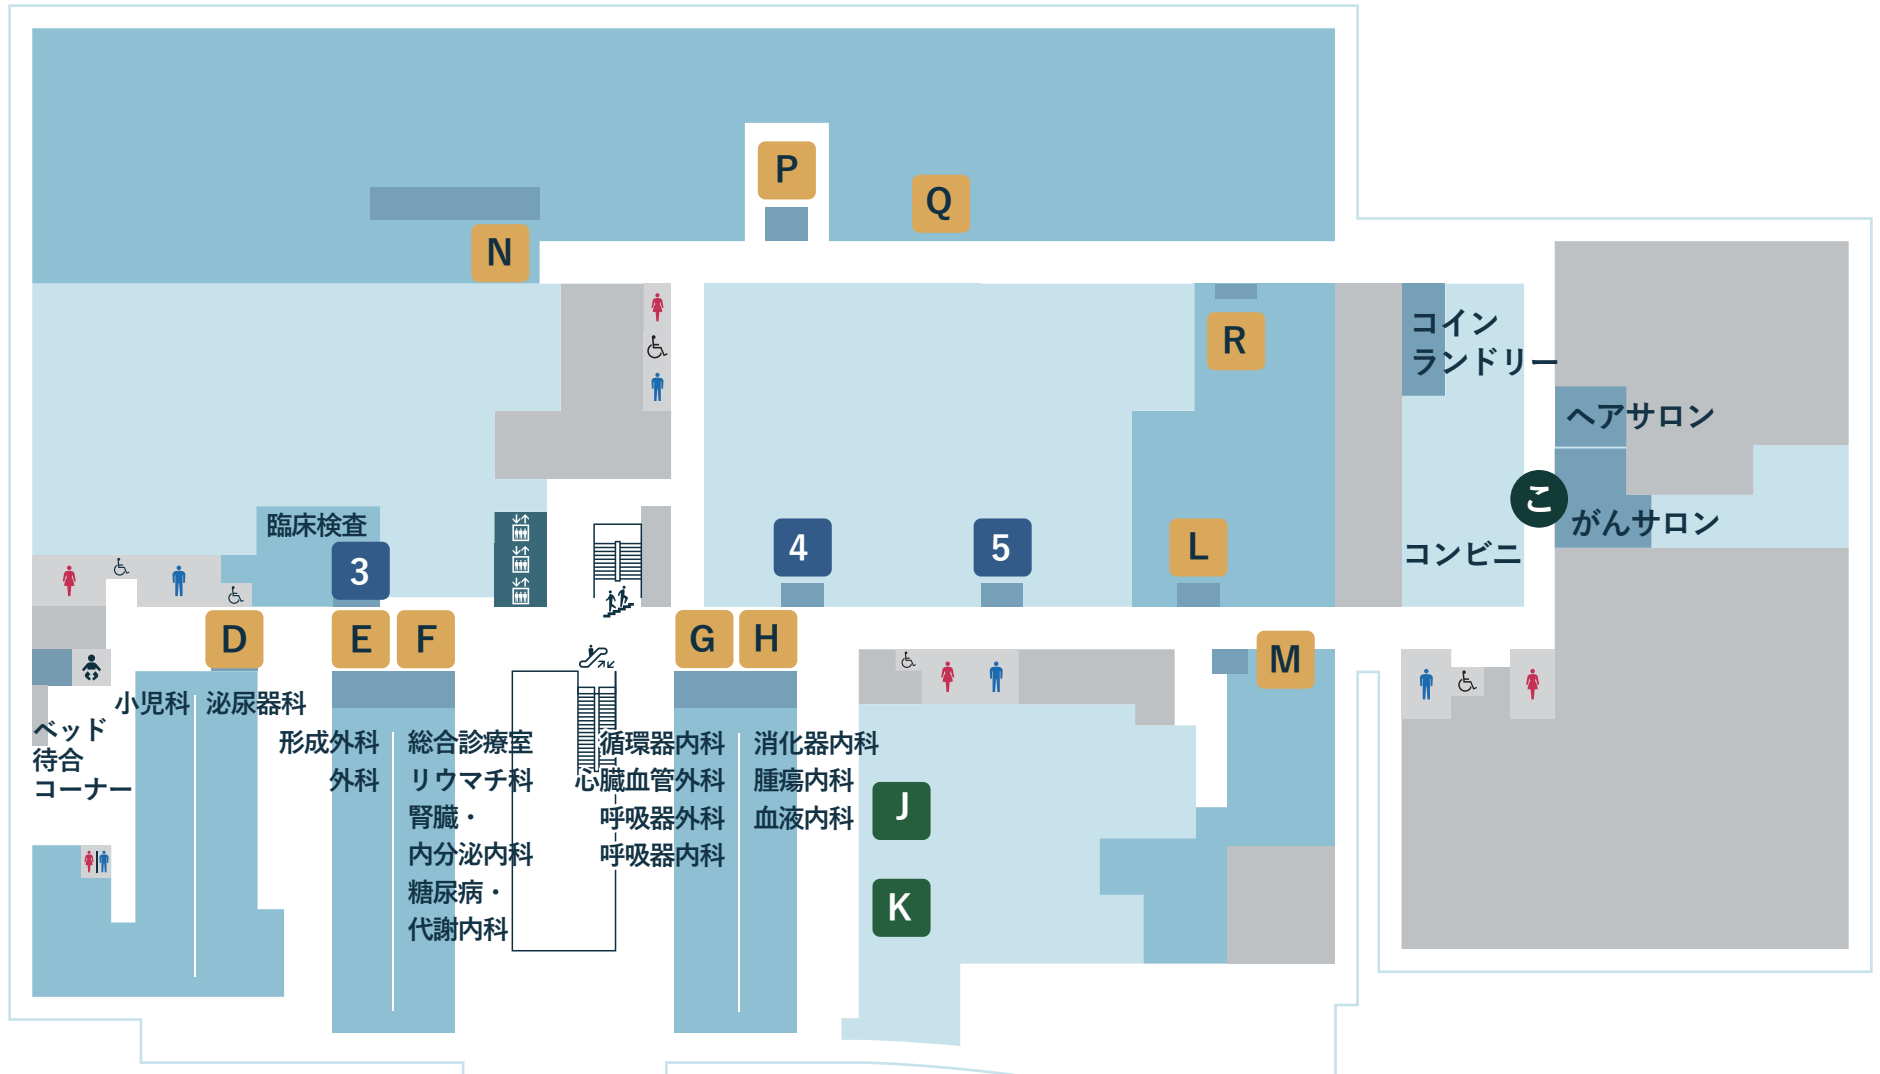 P
Q
N
R
コイン
ランドリー
ヘアサロン
こ
がんサロン
コンビニ
臨床検査
3
4
5
L
D
E
F
G
H
M
小児科
泌尿器科
ベッド
待合
コーナー
形成外科
外科
総合診療室
リウマチ科
腎臓・
内分泌内科
糖尿病・
代謝内科
循環器内科
心臓血管外科
呼吸器外科
呼吸器内科
消化器内科
腫瘍内科
血液内科
J
K